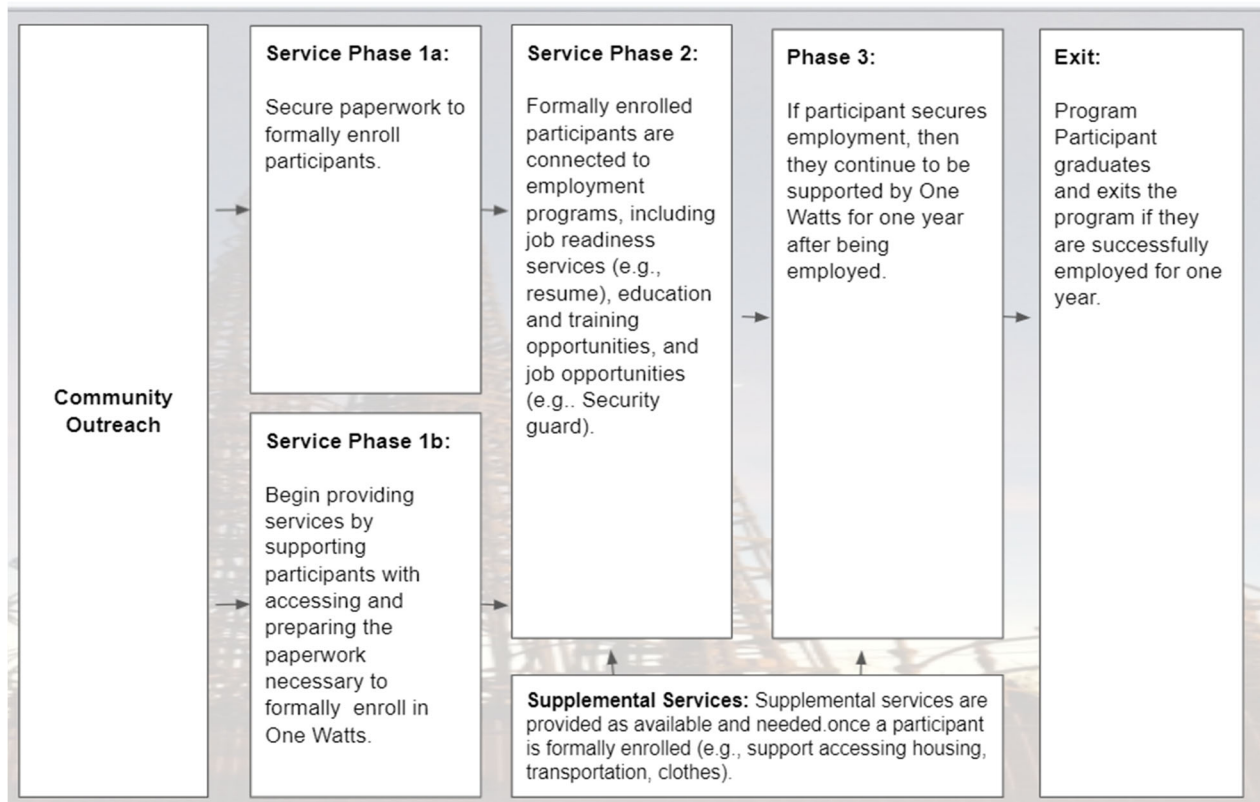 Community
Outreach
Service Phase 1a:
Secure paperwork to
formally enroll
participants.
Service Phase 1b:
Begin providing
services by
supporting
participants with
accessing and
preparing the
paperwork
necessary to
formally  enroll in
One Watts.
Service Phase 2:
Formally enrolled
participants are
connected to
employment
programs, including
job readiness
services (e.g.,
resume), education
and training
opportunities, and
job opportunities
(e.g.. Security
guard).
Phase 3:
If participant secures
employment, then
they continue to be
supported by One
Watts for one year
after being
employed.
Supplemental Services: Supplemental services are
provided as available and needed.once a participant
is formally enrolled (e.g., support accessing housing,
transportation, clothes).
Exit:
Program
Participant
graduates
and exits the
program if they
are successfully
employed for one
year.